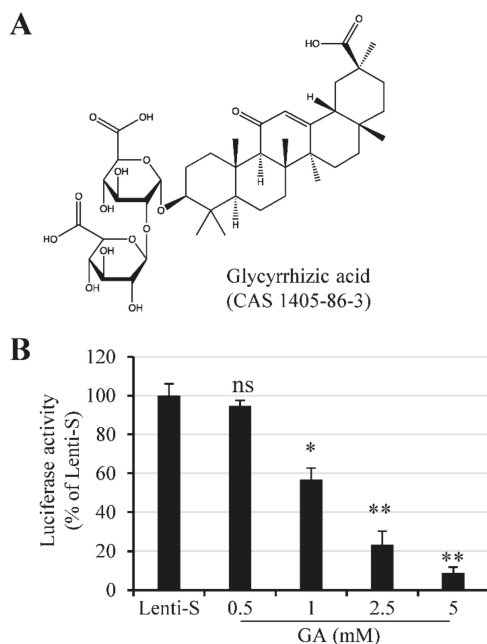 A
HO
O
O
O
OH
OH
OH
O
O
O
HO
O
O
OH
OH
OH
H
H
H
Glycyrrhizic acid
(CAS 1405-86-3)
B
Luciferase activity
(% of Lenti-S)
120
100
80
60
40
20
0
ns
*
**
**
Lenti-S 0.5 1 2.5 5
GA (mM)